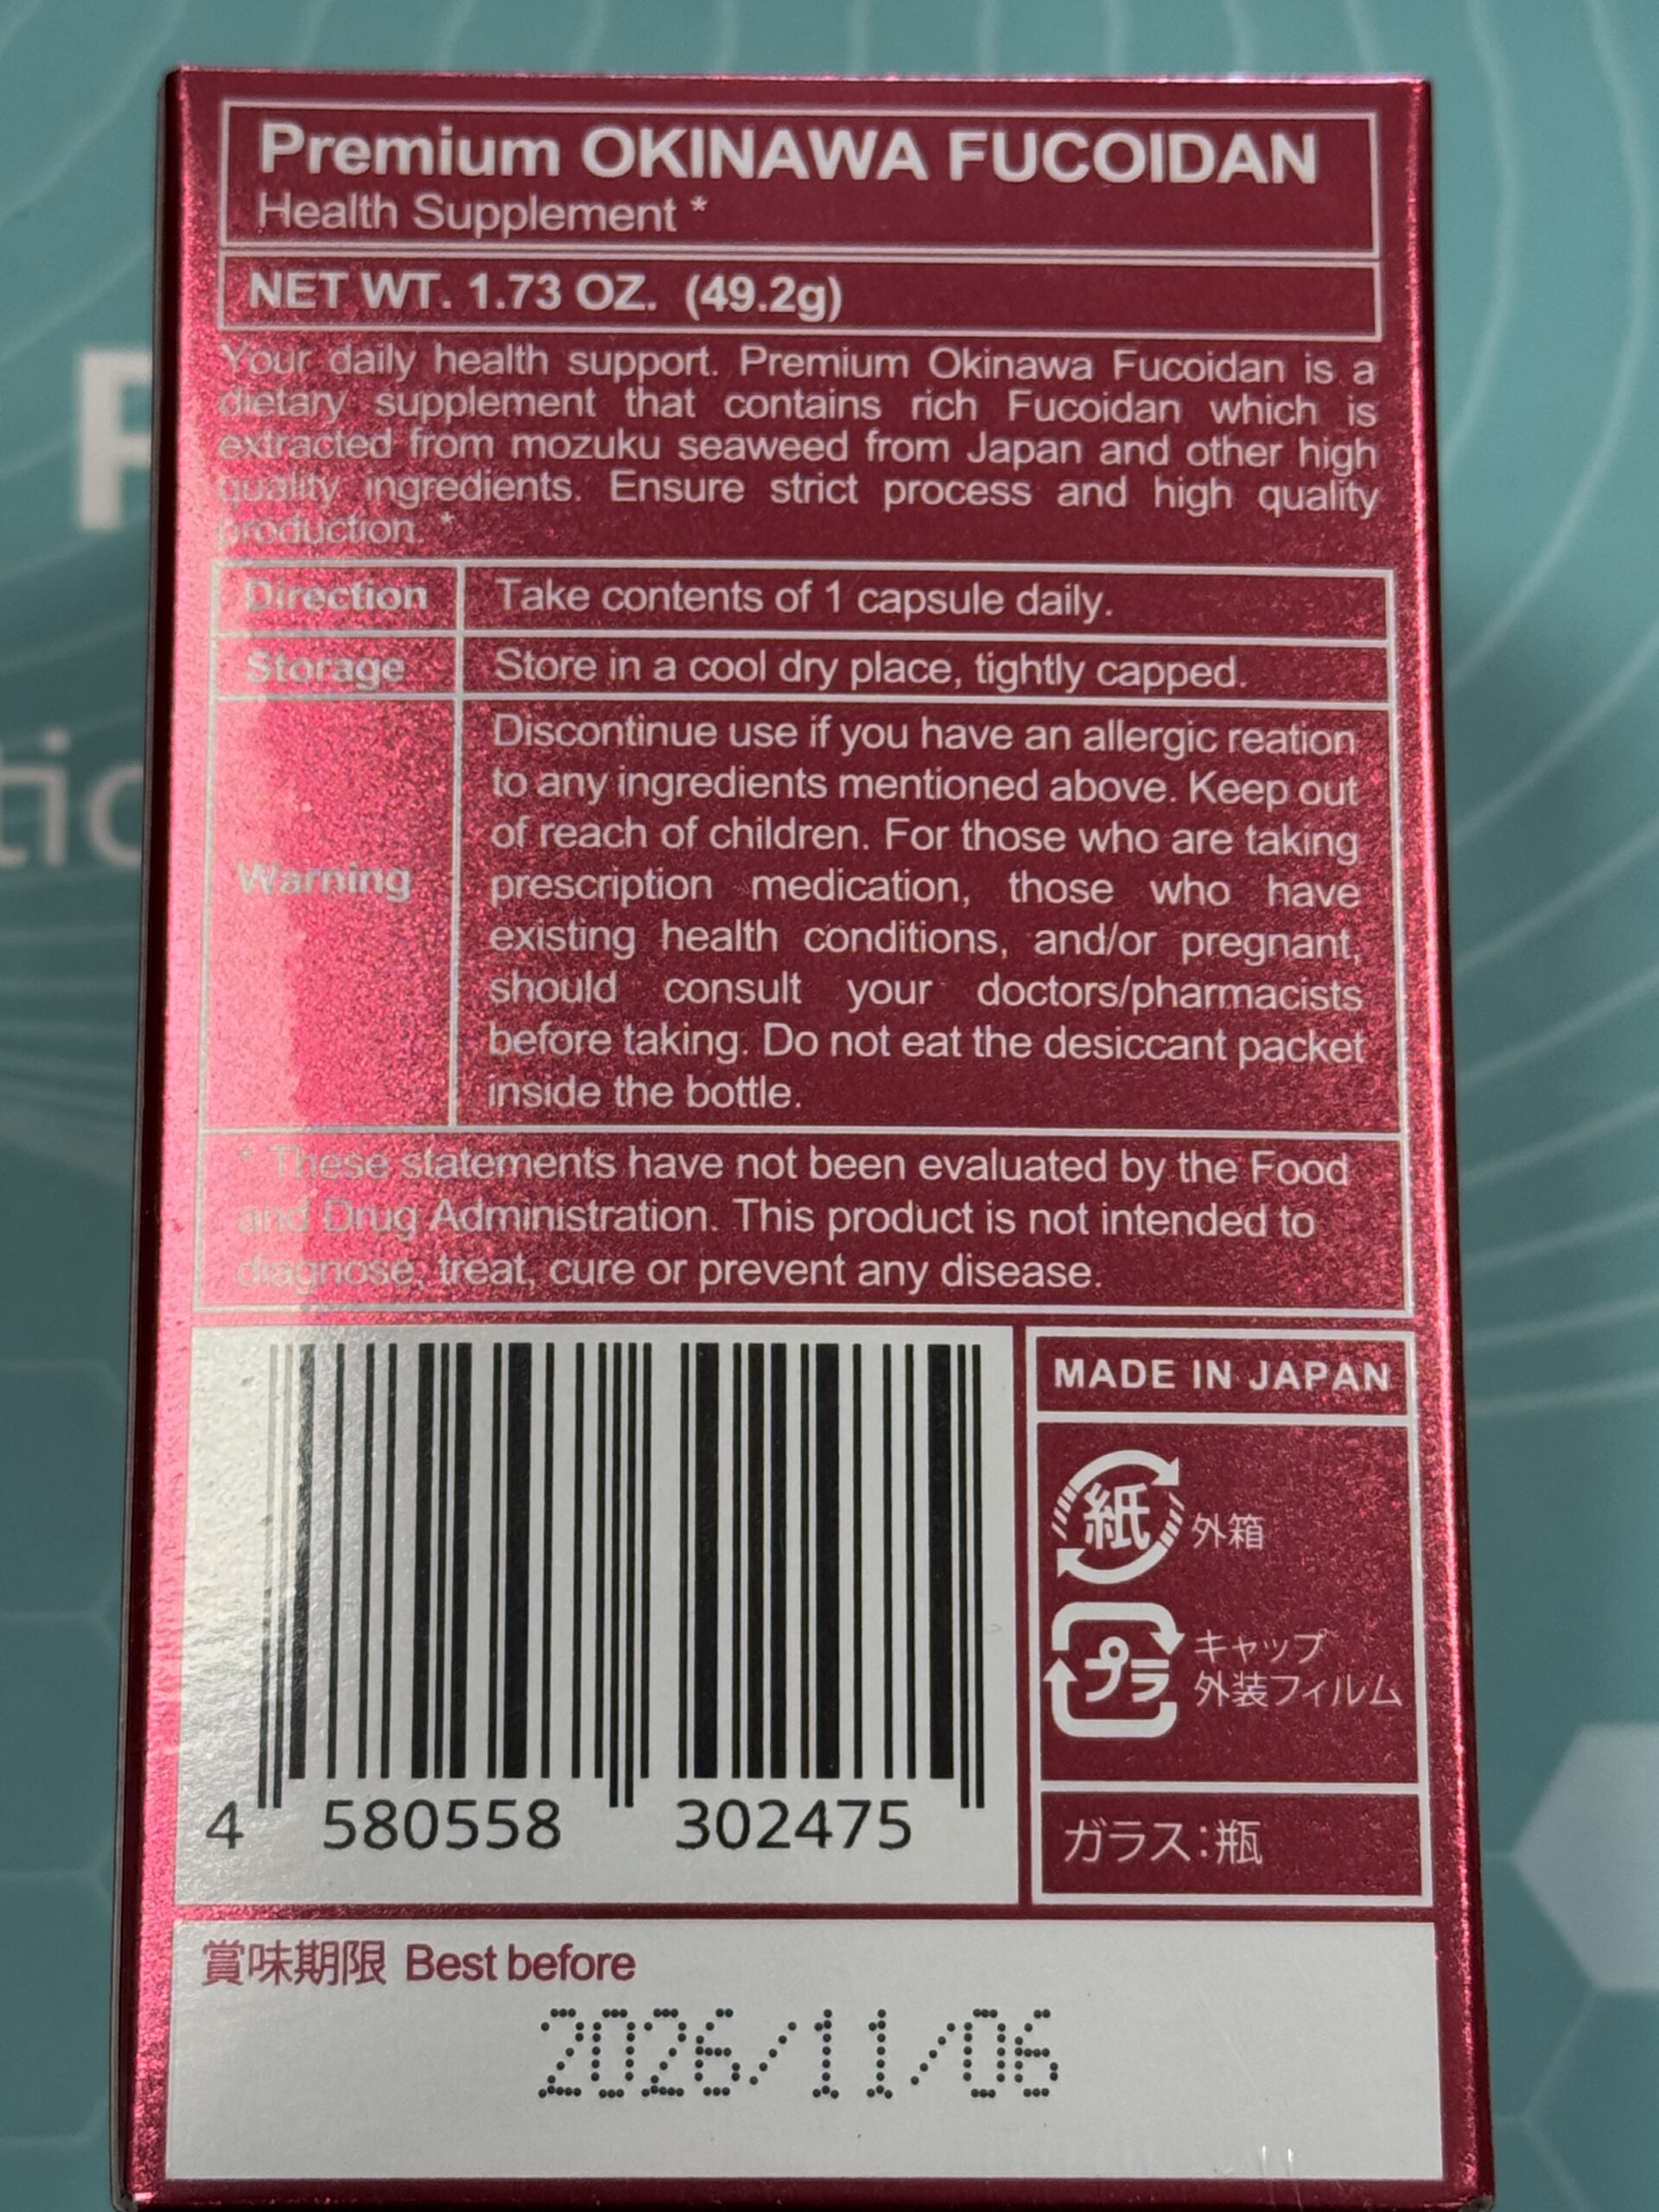 Premium OKINAWA FUCOIDAN
Health Supplement *
NET WT. 1.73 OZ. (49.2g)
Your daily health support. Premium Okinawa Fucoidan is a
dietary supplement that contains rich Fucoidan which is
extracted from mozuku seaweed from Japan and other high
quality ingredients. Ensure strict process and high quality
production. *
Direction
Take contents of 1 capsule daily.
Storage
Store in a cool dry place, tightly capped.
Warning
Discontinue use if you have an allergic reation
to any ingredients mentioned above. Keep out
of reach of children. For those who are taking
prescription medication, those who have
existing health conditions, and/or pregnant,
should consult your doctors/pharmacists
before taking. Do not eat the desiccant packet
inside the bottle.
* These statements have not been evaluated by the Food
and Drug Administration. This product is not intended to
diagnose, treat, cure or prevent any disease.
4 580558 302475
MADE IN JAPAN
紙 外箱
プラ キャップ
外装フィルム
ガラス:瓶
賞味期限 Best before
2026/11/06